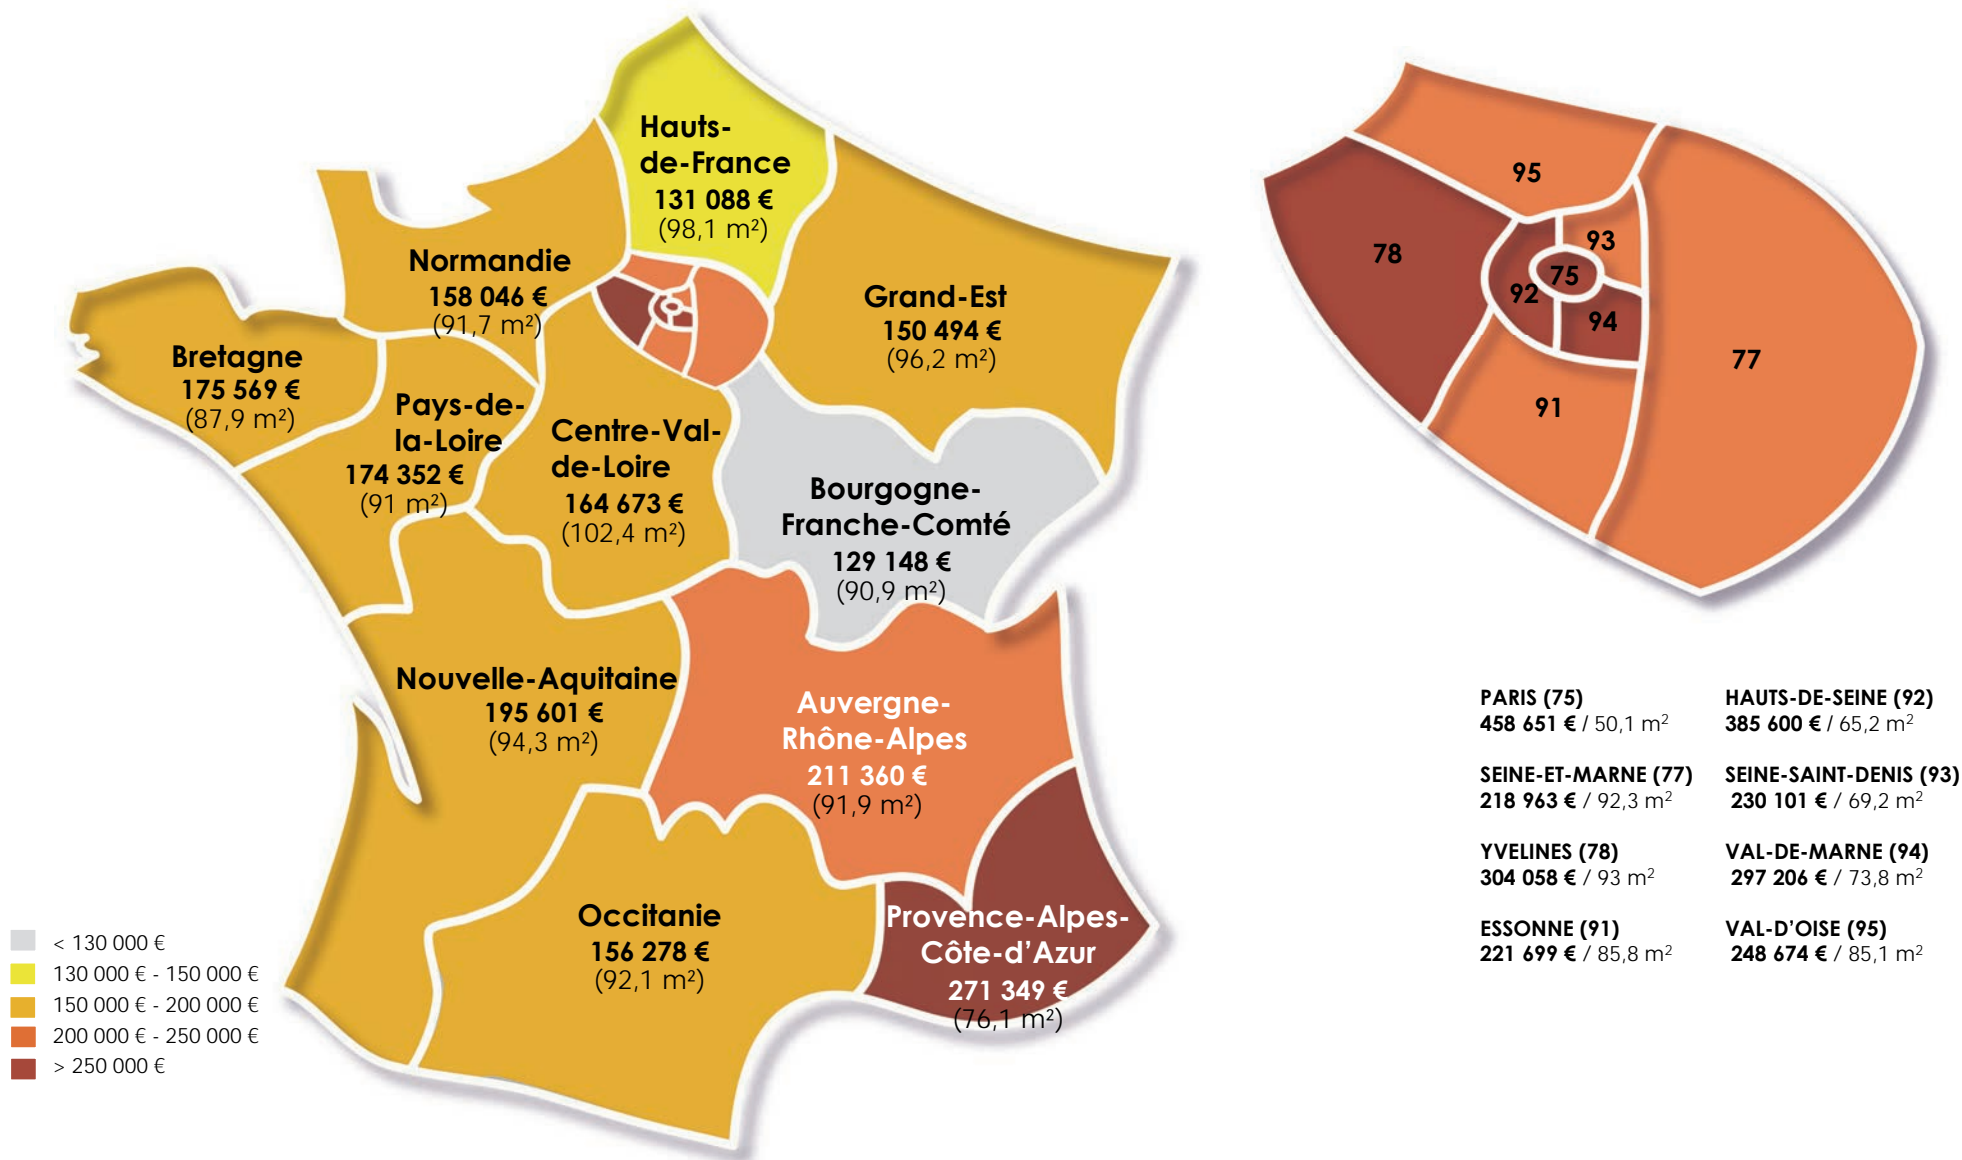 Hauts-
de-France
131 088 €
(98,1 m²)
Normandie
158 046 €
(91,7 m²)
Grand-Est
150 494 €
(96,2 m²)
Bretagne
175 569 €
(87,9 m²)
Pays-de-
la-Loire
174 352 €
(91 m²)
Centre-Val-
de-Loire
164 673 €
(102,4 m²)
Bourgogne-
Franche-Comté
129 148 €
(90,9 m²)
Nouvelle-Aquitaine
195 601 €
(94,3 m²)
Auvergne-
Rhône-Alpes
211 360 €
(91,9 m²)
Occitanie
156 278 €
(92,1 m²)
Provence-Alpes-
Côte-d’Azur
271 349 €
(76,1 m²)
< 130 000 €
130 000 € - 150 000 €
150 000 € - 200 000 €
200 000 € - 250 000 €
> 250 000 €
95
93
78
75
92
94
77
91
PARIS (75)
458 651 € / 50,1 m²
SEINE-ET-MARNE (77)
218 963 € / 92,3 m²
YVELINES (78)
304 058 € / 93 m²
ESSONNE (91)
221 699 € / 85,8 m²
HAUTS-DE-SEINE (92)
385 600 € / 65,2 m²
SEINE-SAINT-DENIS (93)
230 101 € / 69,2 m²
VAL-DE-MARNE (94)
297 206 € / 73,8 m²
VAL-D’OISE (95)
248 674 € / 85,1 m²